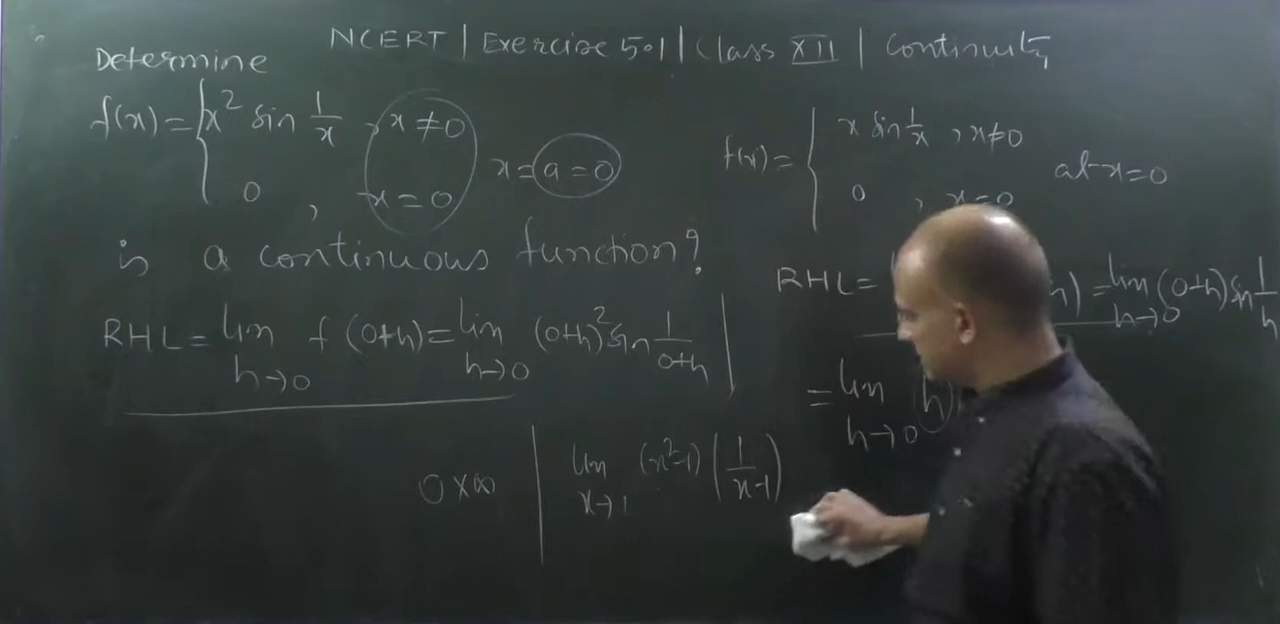 NCERT | Exercise 5.1 | Class XII | Continuity
Determine
f(x) = { x² sin 1/x , x ≠ 0
0 , x = 0
x = a = 0
is a continuous function?
RHL = lim h→0 f(0+h) = lim h→0 (0+h)² sin 1/0+h
0 × ∞
lim x→1 (x²-1) (1/x-1)
f(x) = { x sin 1/x , x ≠ 0
0 , x = 0
at x = 0
RHL = h) = lim h→0 (0+h) sin 1/h
= lim h→0 (h)